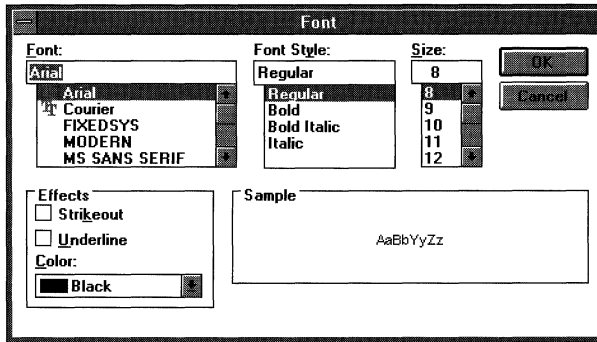 Font
Font:
Arial
Arial
Courier
FIXEDSYS
MODERN
MS SANS SERIF
Font Style:
Regular
Regular
Bold
Bold Italic
Italic
Size:
8
8
9
10
11
12
OK
Cancel
Effects
Strikeout
Underline
Color:
Black
Sample
AaBbYyZz